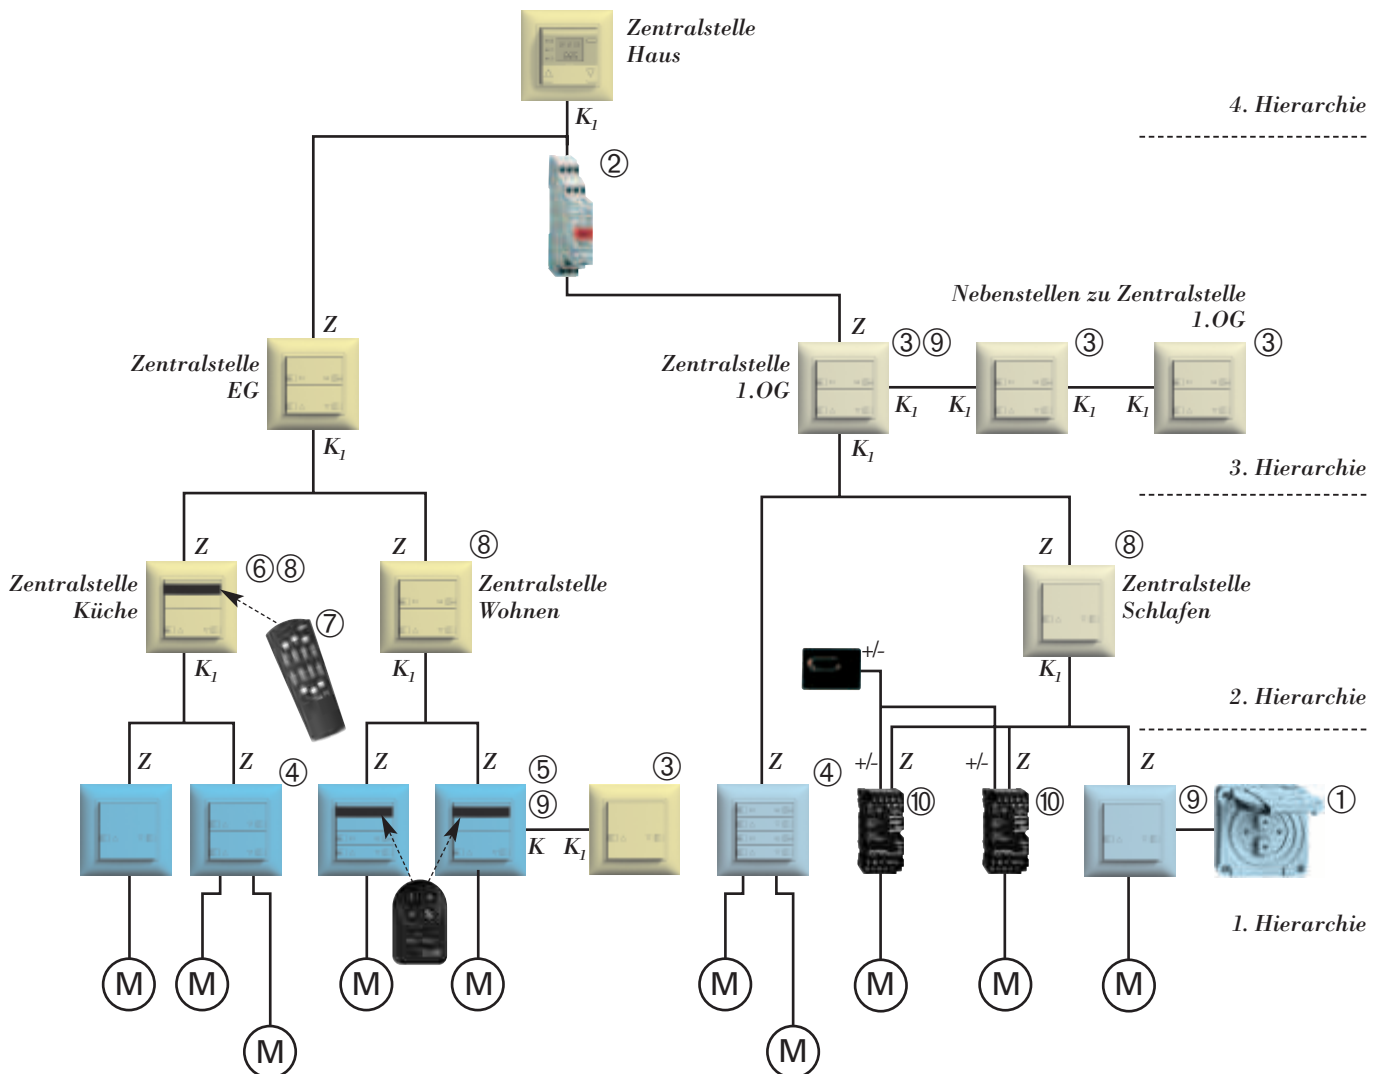 Zentralstelle
Haus
K₁
4. Hierarchie
②
Nebenstellen zu Zentralstelle
1.OG
Z
Z
③⑨
③
③
Zentralstelle
EG
Zentralstelle
1.OG
K₁
K₁
K₁
K₁
K₁
K₁
3. Hierarchie
Z
⑥⑧
Z
⑧
Z
⑧
Zentralstelle
Küche
Zentralstelle
Wohnen
Zentralstelle
Schlafen
⑦
+/-
K₁
K₁
K₁
2. Hierarchie
Z
Z
④
Z
Z
⑤
⑨
③
Z
④
+/-
Z
⑩
+/-
Z
⑩
Z
⑨
①
K
K₁
1. Hierarchie
M
M
M
M
M
M
M
M
M
M